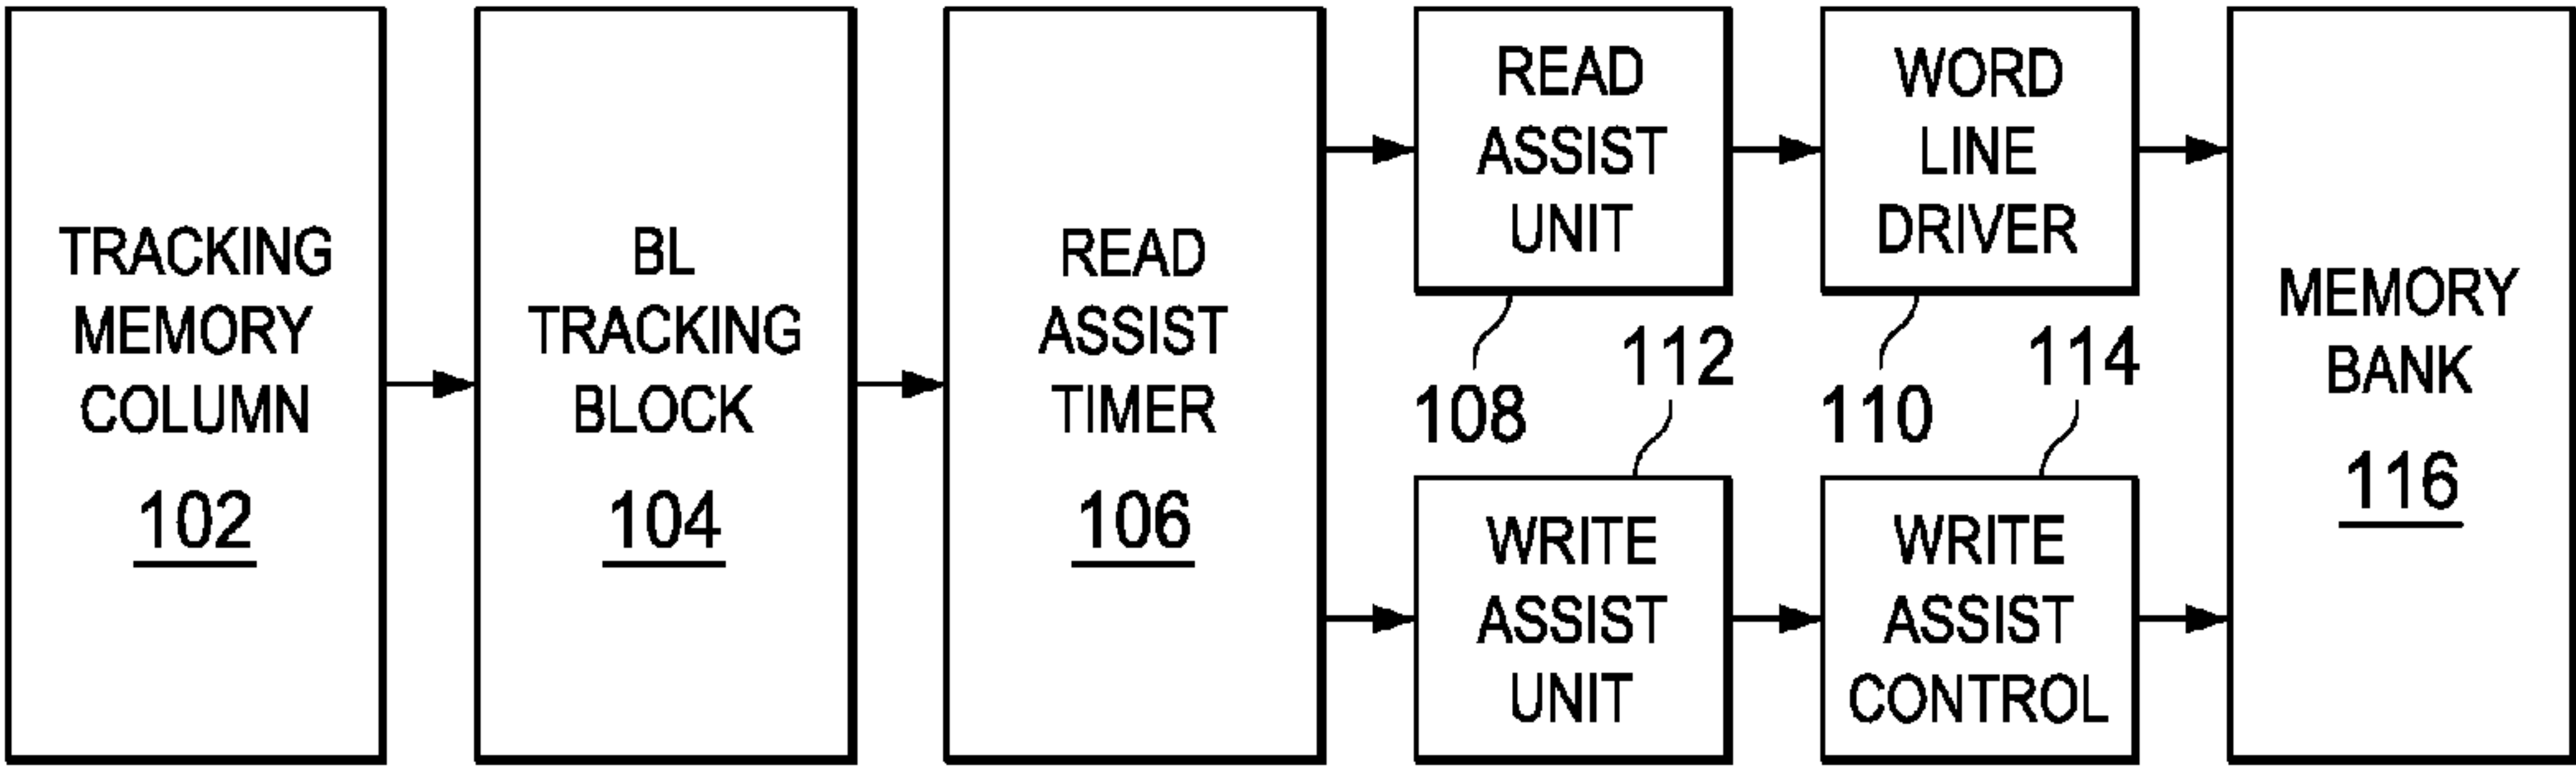 TRACKING
MEMORY
COLUMN
102
BL
TRACKING
BLOCK
104
READ
ASSIST
TIMER
106
READ
ASSIST
UNIT
108
WORD
LINE
DRIVER
110
112
WRITE
ASSIST
UNIT
114
WRITE
ASSIST
CONTROL
MEMORY
BANK
116